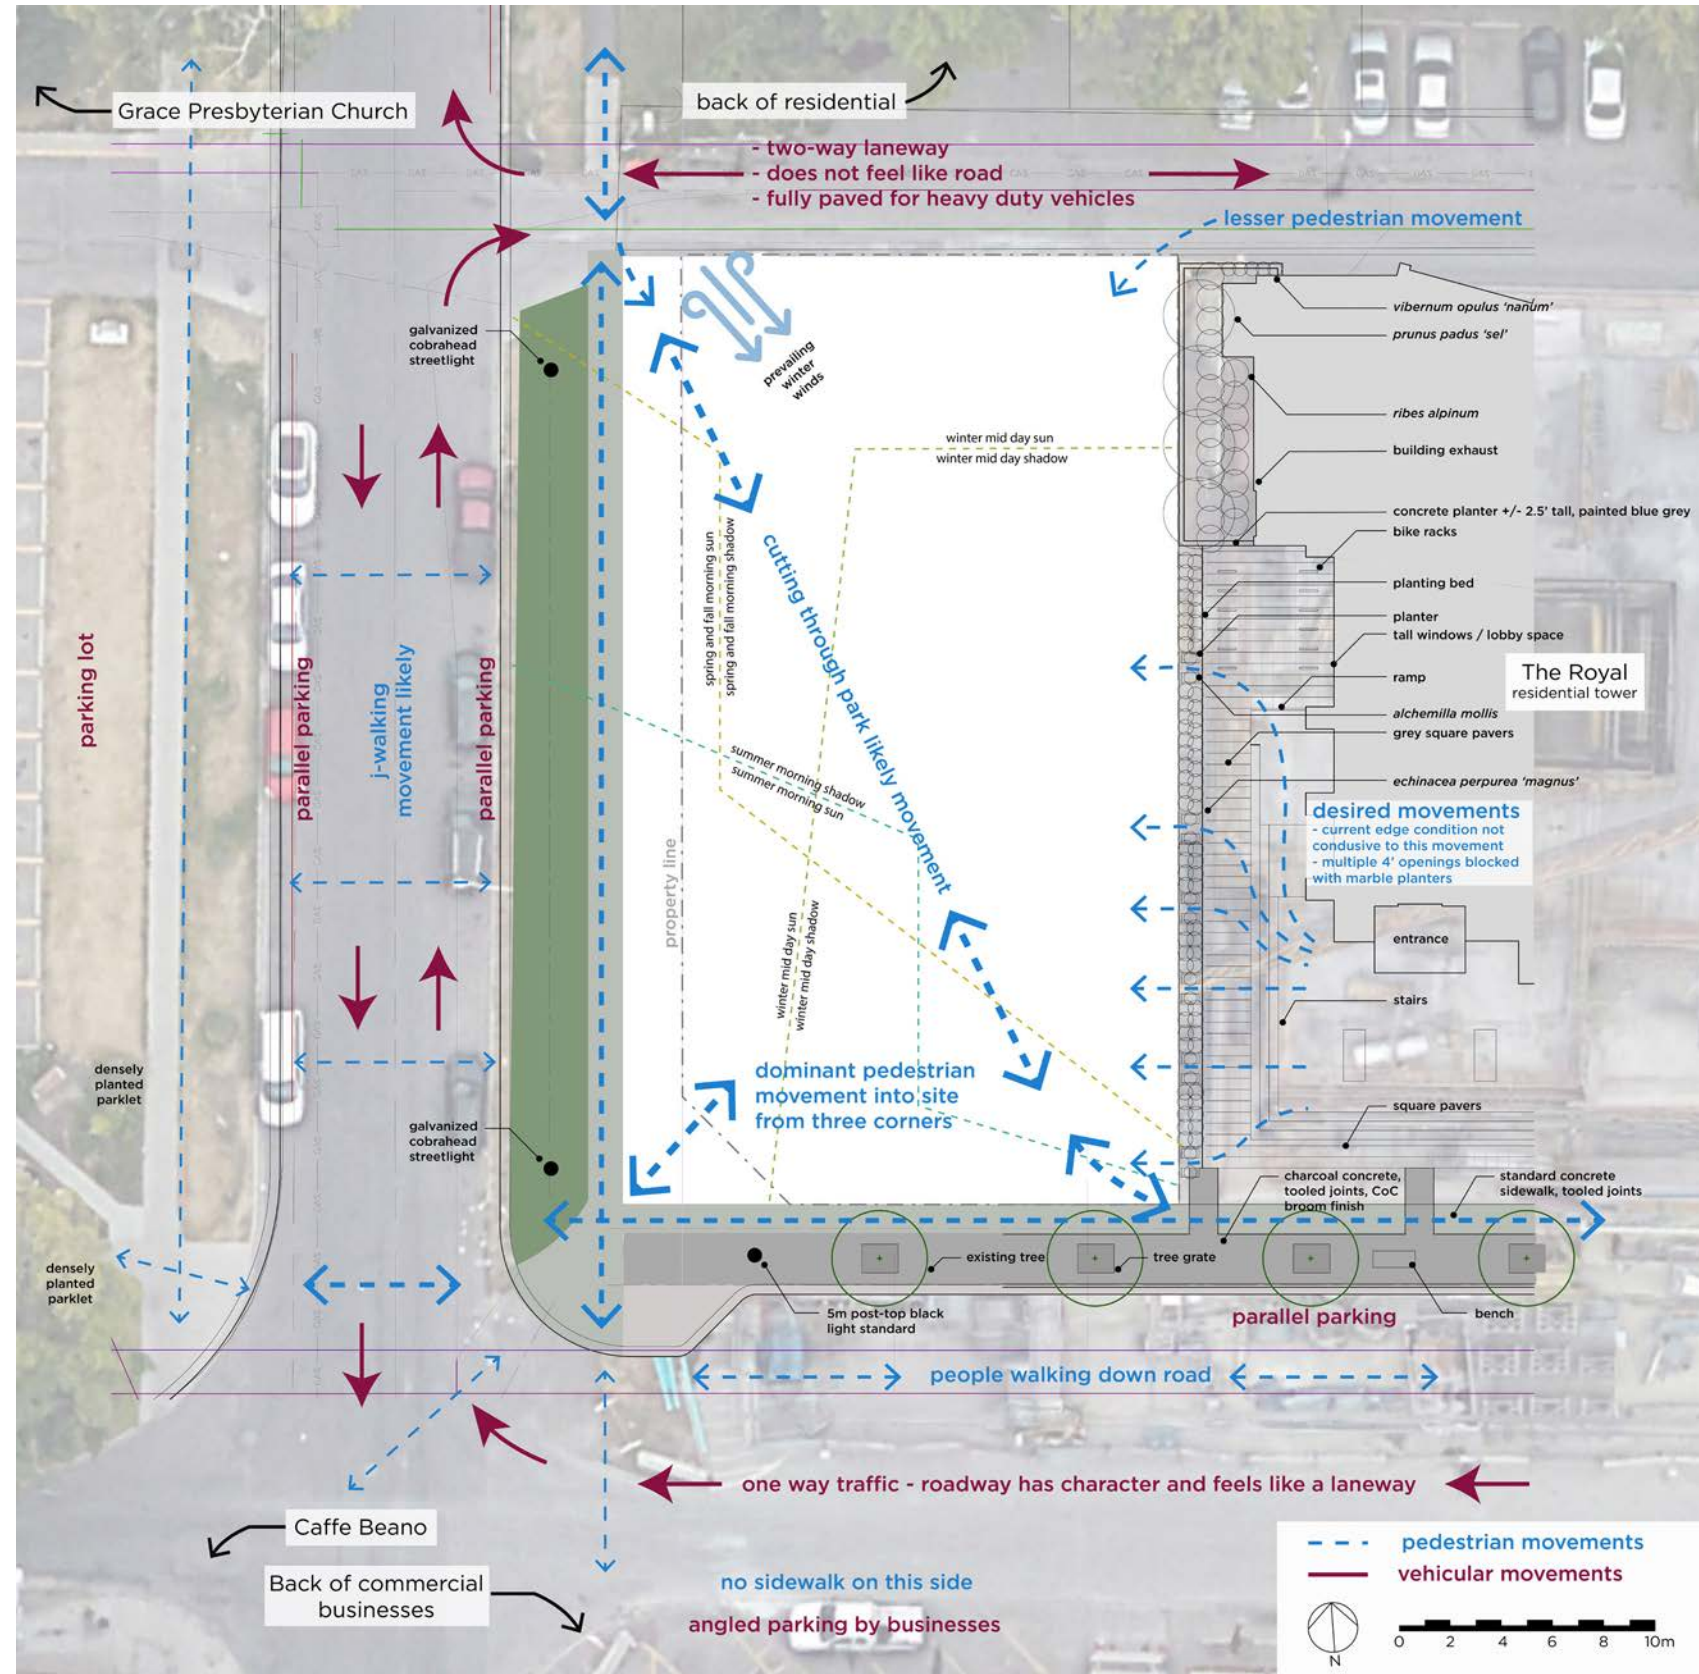 Grace Presbyterian Church
back of residential
- two-way laneway
- does not feel like road
- fully paved for heavy duty vehicles
lesser pedestrian movement
galvanized
cobrahead
streetlight
prevailing
winter
winds
winter mid day sun
winter mid day shadow
vibernum opulus 'nanum'
prunus padus 'sel'
ribes alpinum
building exhaust
concrete planter +/- 2.5' tall, painted blue grey
bike racks
planting bed
planter
tall windows / lobby space
The Royal
residential tower
ramp
alchemilla mollis
grey square pavers
echinacea perpurea 'magnus'
desired movements
- current edge condition not
condusive to this movement
- multiple 4' openings blocked
with marble planters
entrance
stairs
square pavers
parking lot
parallel parking
j-walking
movement likely
parallel parking
spring and fall morning sun
spring and fall morning shadow
cutting through park likely movement
summer morning shadow
summer morning sun
property line
winter mid day sun
winter mid day shadow
densely
planted
parklet
galvanized
cobrahead
streetlight
dominant pedestrian
movement into site
from three corners
charcoal concrete,
tooled joints, CoC
broom finish
standard concrete
sidewalk, tooled joints
densely
planted
parklet
existing tree
tree grate
5m post-top black
light standard
parallel parking
bench
people walking down road
one way traffic - roadway has character and feels like a laneway
Caffe Beano
Back of commercial
businesses
no sidewalk on this side
angled parking by businesses
pedestrian movements
vehicular movements
N
0 2 4 6 8 10m